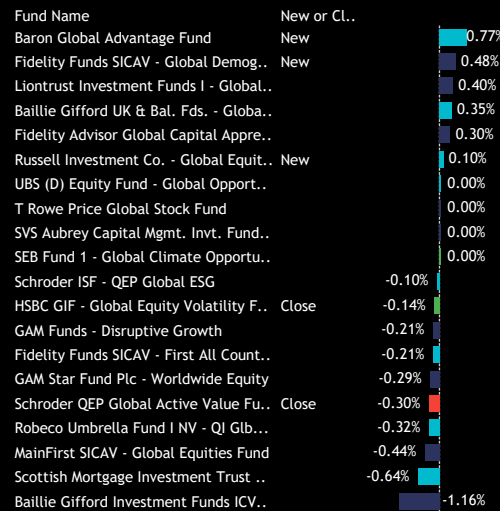 Fund Name New or Cl..
Baron Global Advantage Fund New 0.77%
Fidelity Funds SICAV - Global Demog.. New 0.48%
Liontrust Investment Funds I - Global.. 0.40%
Baillie Gifford UK & Bal. Fds. - Globa.. 0.35%
Fidelity Advisor Global Capital Appre.. 0.30%
Russell Investment Co. - Global Equit.. New 0.10%
UBS (D) Equity Fund - Global Opport.. 0.00%
T Rowe Price Global Stock Fund 0.00%
SVS Aubrey Capital Mgmt. Invt. Fund.. 0.00%
SEB Fund 1 - Global Climate Opportu.. 0.00%
Schroder ISF - QEP Global ESG -0.10%
HSBC GIF - Global Equity Volatility F.. Close -0.14%
GAM Funds - Disruptive Growth -0.21%
Fidelity Funds SICAV - First All Count.. -0.21%
GAM Star Fund Plc - Worldwide Equity -0.29%
Schroder QEP Global Active Value Fu.. Close -0.30%
Robeco Umbrella Fund I NV - QI Glb... -0.32%
MainFirst SICAV - Global Equities Fund -0.44%
Scottish Mortgage Investment Trust .. -0.64%
Baillie Gifford Investment Funds ICV.. -1.16%